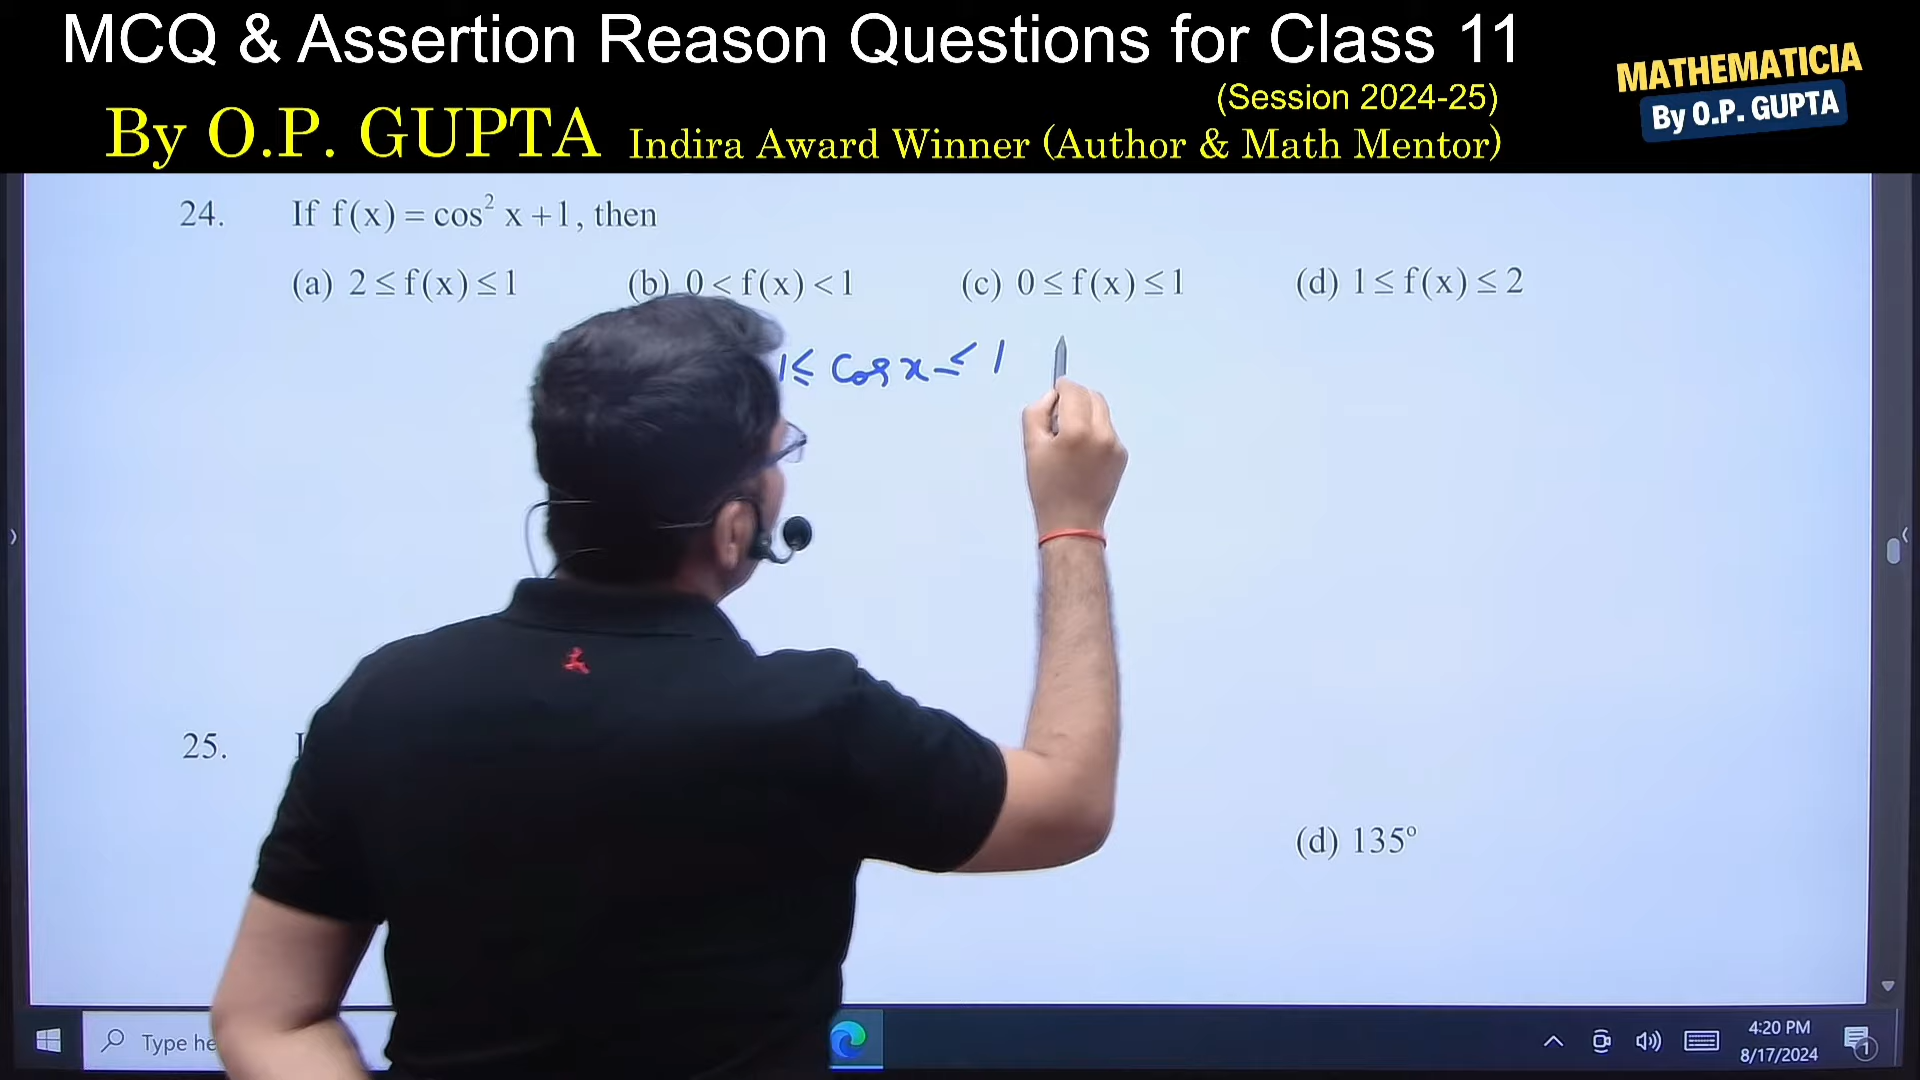 MCQ & Assertion Reason Questions for Class 11
(Session 2024-25)
By O.P. GUPTA Indira Award Winner (Author & Math Mentor)
MATHEMATICIA
By O.P. GUPTA
24. If f(x) = cos² x + 1, then
(a) 2 ≤ f(x) ≤ 1 (b) 0 < f(x) < 1 (c) 0 ≤ f(x) ≤ 1 (d) 1 ≤ f(x) ≤ 2
1 ≤ cos x ≤ 1
25.
(d) 135°
Type he
4:20 PM
8/17/2024
1